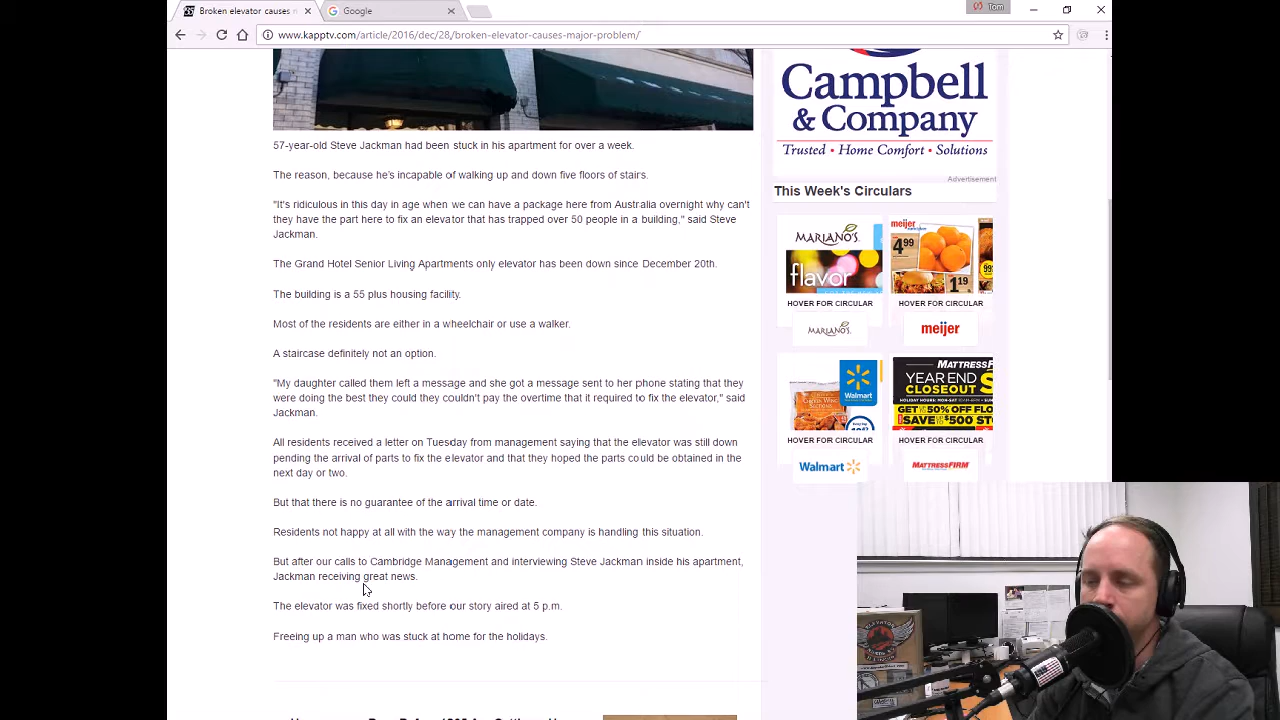 Broken elevator causes
Google
Tom
www.kapptv.com/article/2016/dec/28/broken-elevator-causes-major-problem/
Campbell
& Company
Trusted • Home Comfort • Solutions
Advertisement
57-year-old Steve Jackman had been stuck in his apartment for over a week.
The reason, because he's incapable of walking up and down five floors of stairs.
"It's ridiculous in this day in age when we can have a package here from Australia overnight why can't
they have the part here to fix an elevator that has trapped over 50 people in a building," said Steve
Jackman.
The Grand Hotel Senior Living Apartments only elevator has been down since December 20th.
The building is a 55 plus housing facility.
Most of the residents are either in a wheelchair or use a walker.
A staircase definitely not an option.
"My daughter called them left a message and she got a message sent to her phone stating that they
were doing the best they could they couldn't pay the overtime that it required to fix the elevator," said
Jackman.
All residents received a letter on Tuesday from management saying that the elevator was still down
pending the arrival of parts to fix the elevator and that they hoped the parts could be obtained in the
next day or two.
But that there is no guarantee of the arrival time or date.
Residents not happy at all with the way the management company is handling this situation.
But after our calls to Cambridge Management and interviewing Steve Jackman inside his apartment,
Jackman receiving great news.
The elevator was fixed shortly before our story aired at 5 p.m.
Freeing up a man who was stuck at home for the holidays.
This Week's Circulars
MARIANO'S
flavor
HOVER FOR CIRCULAR
MARIANO'S
meijer
4.99
1.19
HOVER FOR CIRCULAR
meijer
Walmart
HOVER FOR CIRCULAR
Walmart
MATTRESSF
YEAR END
CLOSEOUT
GET 50% OFF
SAVE $500
HOVER FOR CIRCULAR
MATTRESSFIRM
ELEVATOR